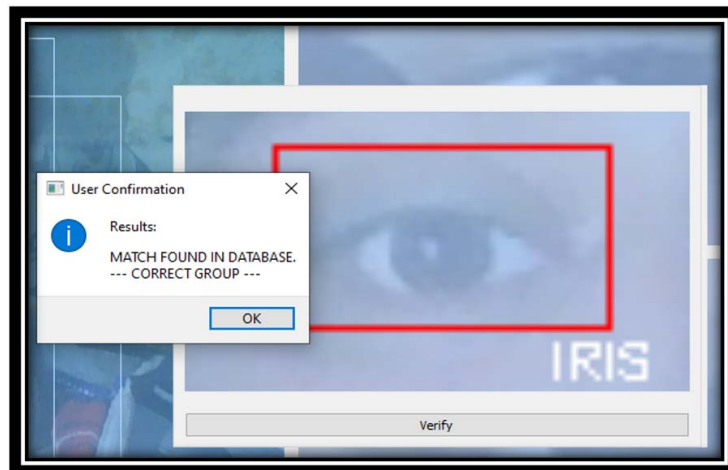 User Confirmation
Results:
MATCH FOUND IN DATABASE.
--- CORRECT GROUP ---
OK
IRIS
Verify